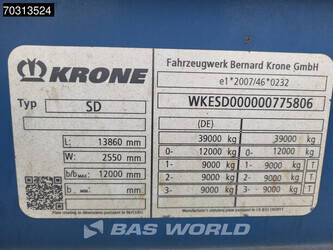 70313524
KRONE
Fahrzeugwerk Bernard Krone GmbH
e1*2007/46*0232
Typ SD
WKESD000000775806
(DE)
L: 13860 mm
W: 2550 mm
b/bMAX: 12000 mm
b mm
39000 kg 39000 kg
0- 12000 kg 0- 12000 kg
1- 9000 kg 1- 9000 kg T
2- 9000 kg 2- 9000 kg T
3- 9000 kg 3- 9000 kg T
BAS WORLD